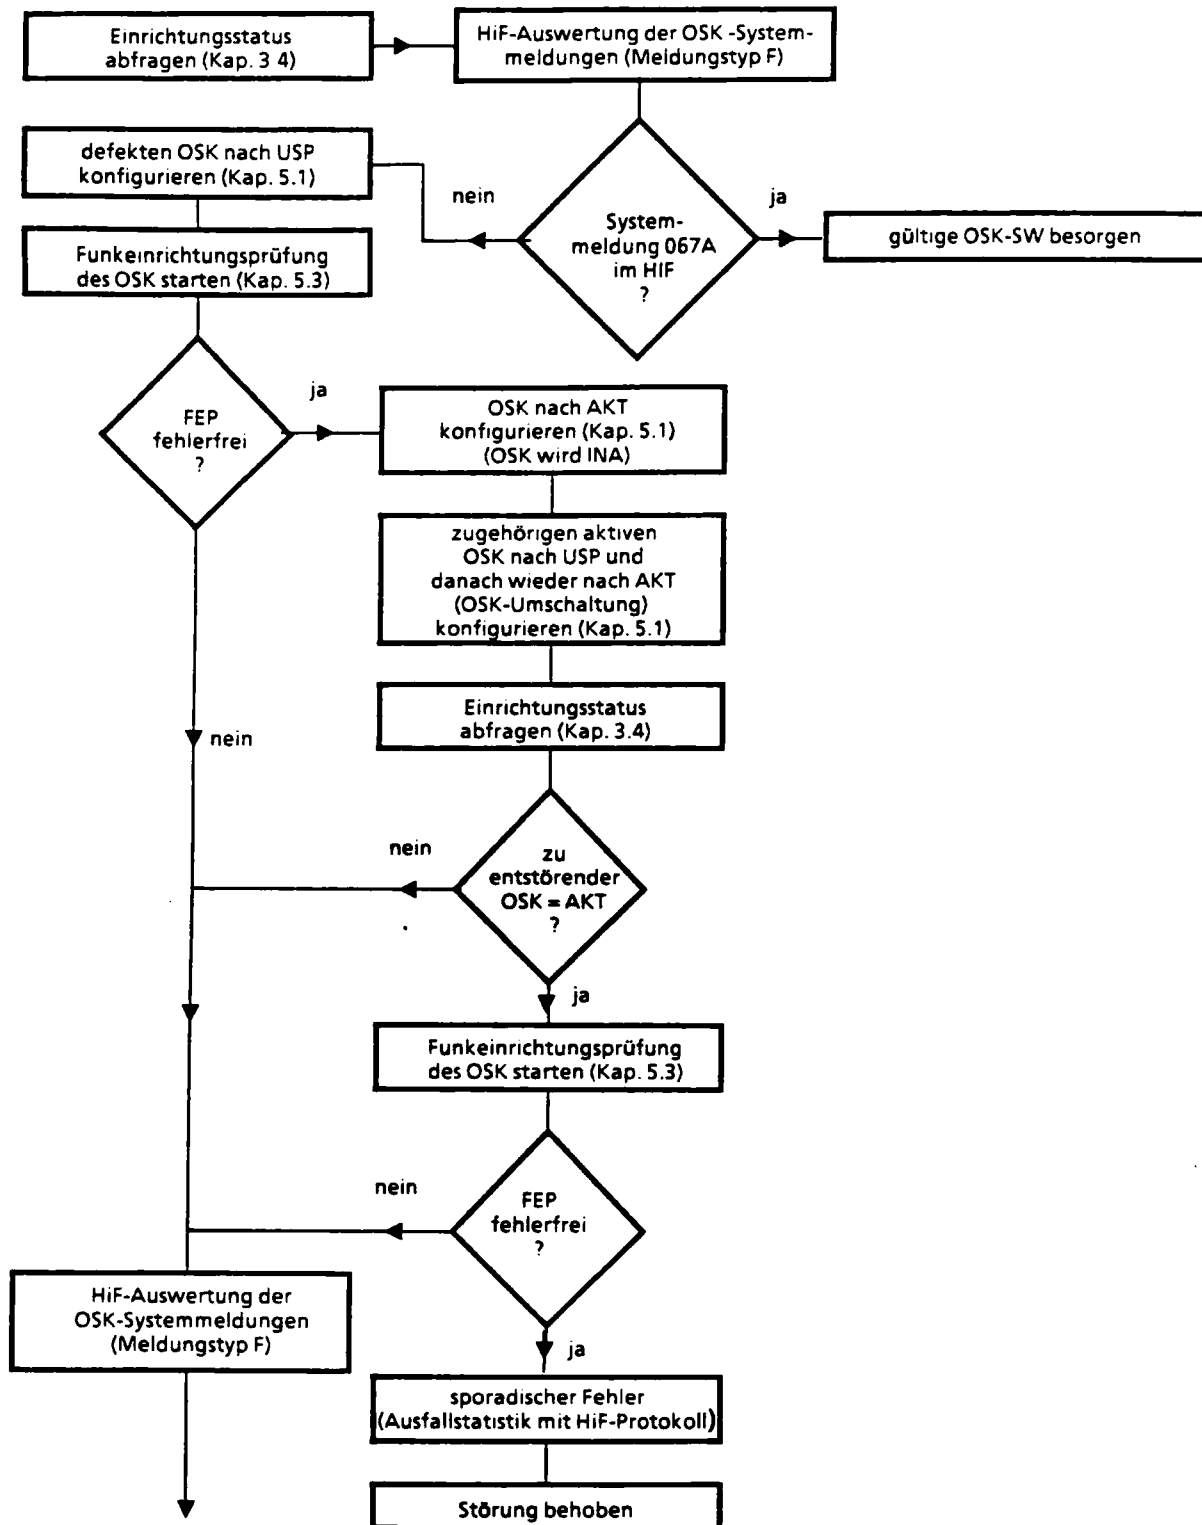 Einrichtungsstatus
abfragen (Kap. 3 4)
HiF-Auswertung der OSK -System-
meldungen (Meldungstyp F)
defekten OSK nach USP
konfigurieren (Kap. 5.1)
nein
System-
meldung 067A
im HIF
?
ja
gültige OSK-SW besorgen
Funkeinrichtungsprüfung
des OSK starten (Kap. 5.3)
FEP
fehlerfrei
?
ja
OSK nach AKT
konfigurieren (Kap. 5.1)
(OSK wird INA)
zugehörigen aktiven
OSK nach USP und
danach wieder nach AKT
(OSK-Umschaltung)
konfigurieren (Kap. 5.1)
Einrichtungsstatus
abfragen (Kap. 3.4)
nein
nein
zu
entstörender
OSK = AKT
?
ja
Funkeinrichtungsprüfung
des OSK starten (Kap. 5.3)
nein
FEP
fehlerfrei
?
HiF-Auswertung der
OSK-Systemmeldungen
(Meldungstyp F)
ja
sporadischer Fehler
(Ausfallstatistik mit HiF-Protokoll)
Störung behoben